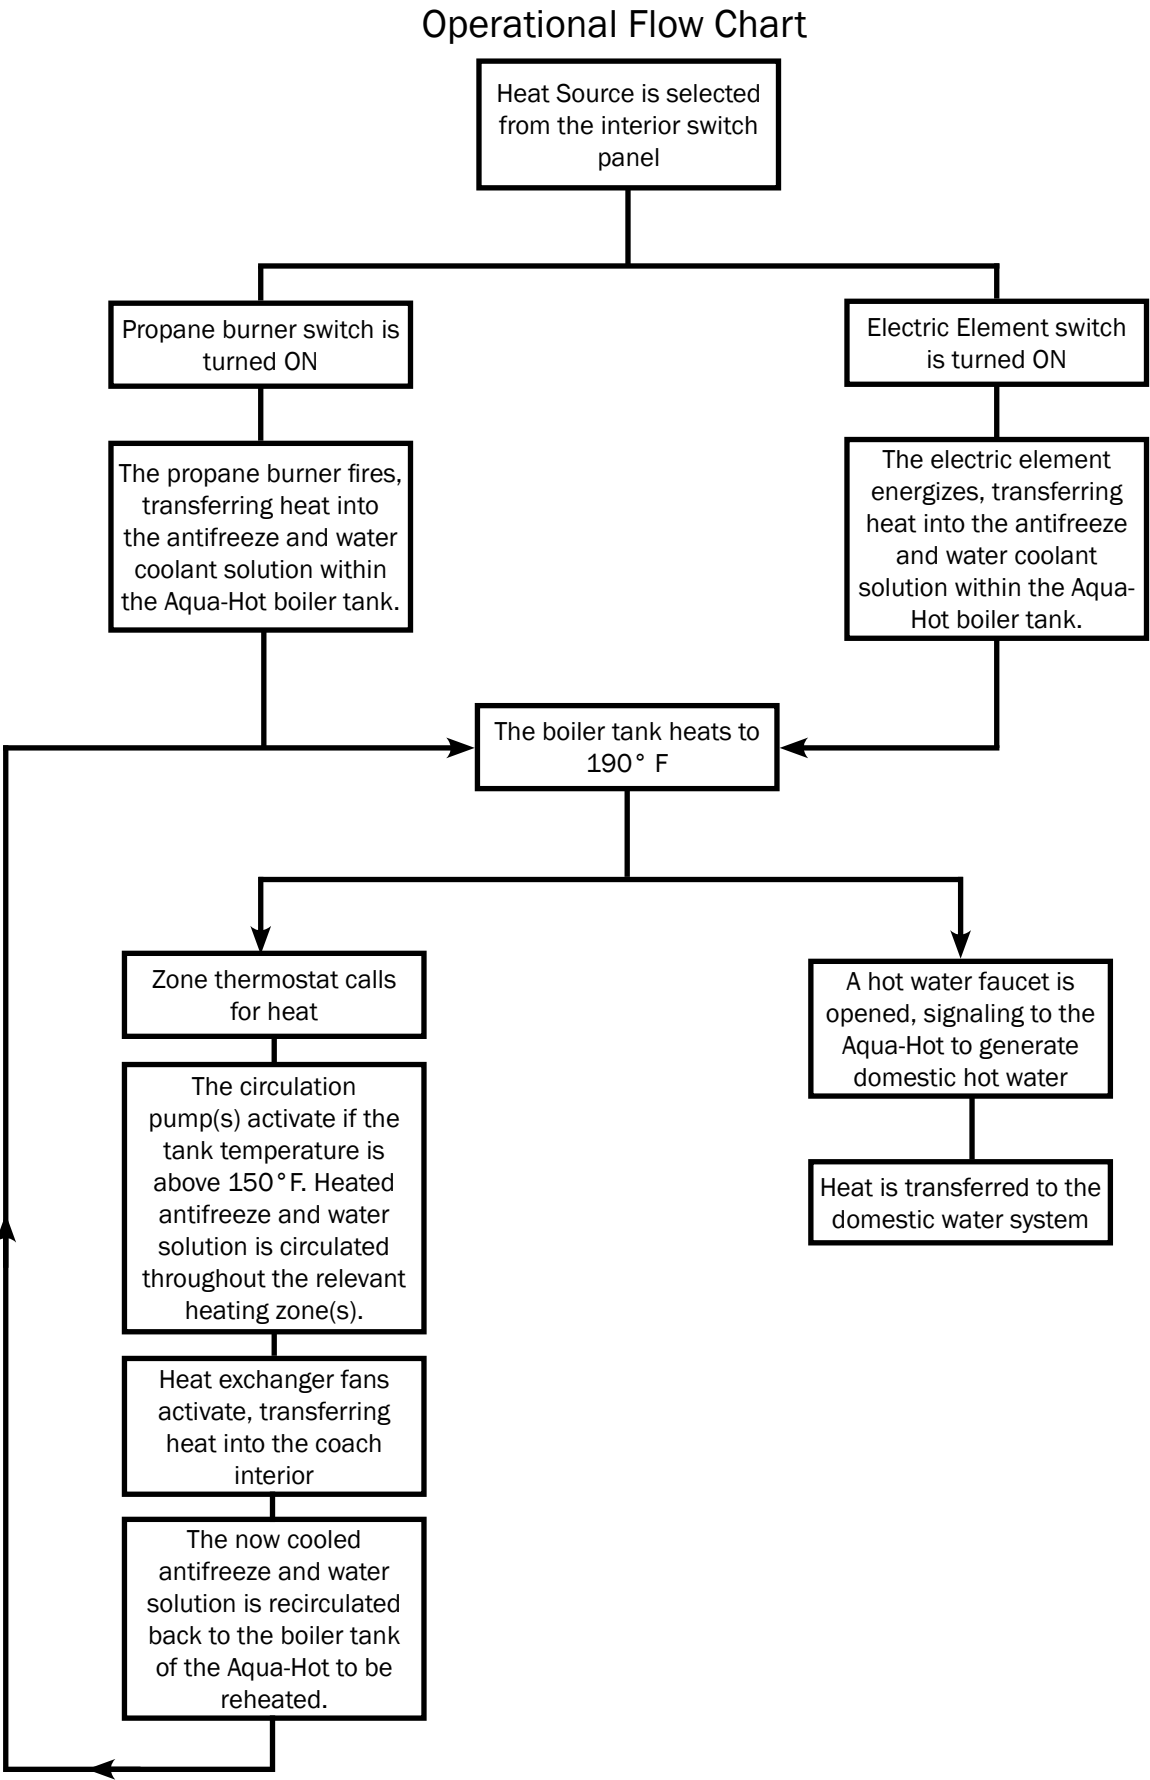 Operational Flow Chart
Heat Source is selected
from the interior switch
panel
Propane burner switch is
turned ON
Electric Element switch
is turned ON
The propane burner fires,
transferring heat into
the antifreeze and water
coolant solution within
the Aqua-Hot boiler tank.
The electric element
energizes, transferring
heat into the antifreeze
and water coolant
solution within the Aqua-
Hot boiler tank.
The boiler tank heats to
190° F
Zone thermostat calls
for heat
The circulation
pump(s) activate if the
tank temperature is
above 150°F. Heated
antifreeze and water
solution is circulated
throughout the relevant
heating zone(s).
Heat exchanger fans
activate, transferring
heat into the coach
interior
The now cooled
antifreeze and water
solution is recirculated
back to the boiler tank
of the Aqua-Hot to be
reheated.
A hot water faucet is
opened, signaling to the
Aqua-Hot to generate
domestic hot water
Heat is transferred to the
domestic water system